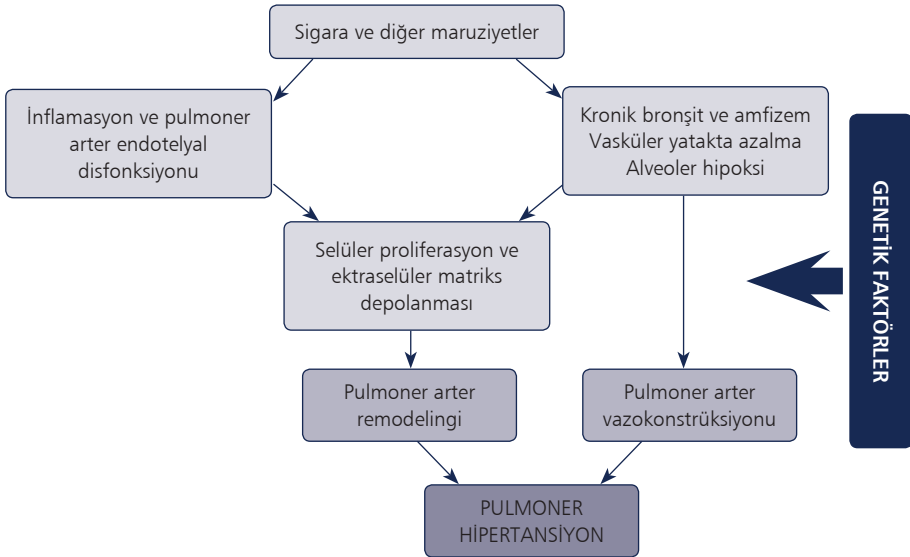 Sigara ve diğer maruziyetler
İnflamasyon ve pulmoner
arter endotelyal
disfonksiyonu
Kronik bronşit ve amfizem
Vasküler yatakta azalma
Alveoler hipoksi
Selüler proliferasyon ve
ektraselüler matriks
depolanması
Pulmoner arter
remodelingi
Pulmoner arter
vazokonstrüksiyonu
PULMONER
HİPERTANSİYON
GENETİK FAKTÖRLER